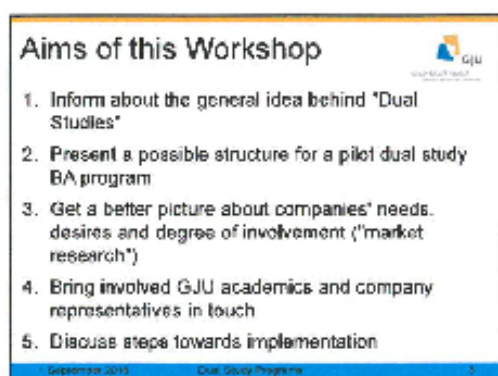 Aims of this Workshop
GJU
1. Inform about the general idea behind "Dual
Studies"
2. Present a possible structure for a pilot dual study
BA program
3. Get a better picture about companies' needs,
desires and degree of involvement ("market
research")
4. Bring involved GJU academics and company
representatives in touch
5. Discuss steps towards implementation
September Dual Study Programs 3